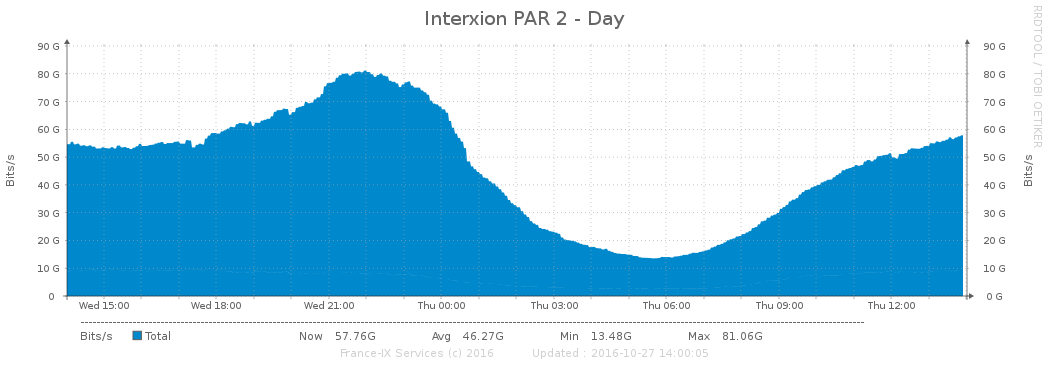 Interxion PAR 2 - Day
RRDTOOL / TOBI OETIKER
Bits/s
90 G 90 G
80 G 80 G
70 G 70 G
60 G 60 G
50 G 50 G
40 G 40 G
30 G 30 G
20 G 20 G
10 G 10 G
0 0 G
Bits/s
Wed 15:00 Wed 18:00 Wed 21:00 Thu 00:00 Thu 03:00 Thu 06:00 Thu 09:00 Thu 12:00
Bits/s Total Now 57.76G Avg 46.27G Min 13.48G Max 81.06G
France-IX Services (c) 2016 Updated : 2016-10-27 14:00:05